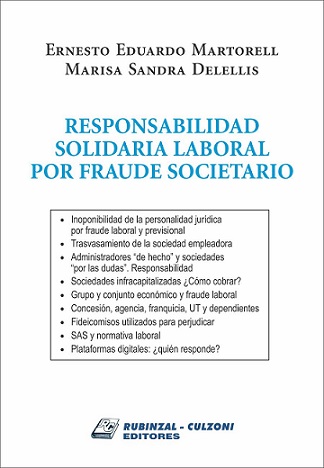 Ernesto Eduardo Martorell
Marisa Sandra Delellis
RESPONSABILIDAD
SOLIDARIA LABORAL
POR FRAUDE SOCIETARIO
• Inoponibilidad de la personalidad jurídica
por fraude laboral y previsional
• Trasvasamiento de la sociedad empleadora
• Administradores "de hecho" y sociedades
"por las dudas". Responsabilidad
• Sociedades infracapitalizadas ¿Cómo cobrar?
• Grupo y conjunto económico y fraude laboral
• Concesión, agencia, franquicia, UT y dependientes
• Fideicomisos utilizados para perjudicar
• SAS y normativa laboral
• Plataformas digitales: ¿quién responde?
RC
RUBINZAL - CULZONI
EDITORES